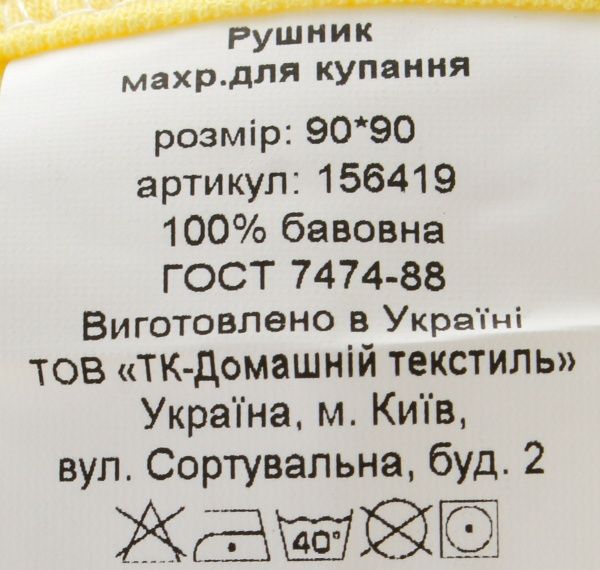 Рушник
махр.для купання
розмір: 90*90
артикул: 156419
100% бавовна
ГОСТ 7474-88
Виготовлено в Україні
ТОВ «ТК-Домашній текстиль»
Україна, м. Київ,
вул. Сортувальна, буд. 2
40°